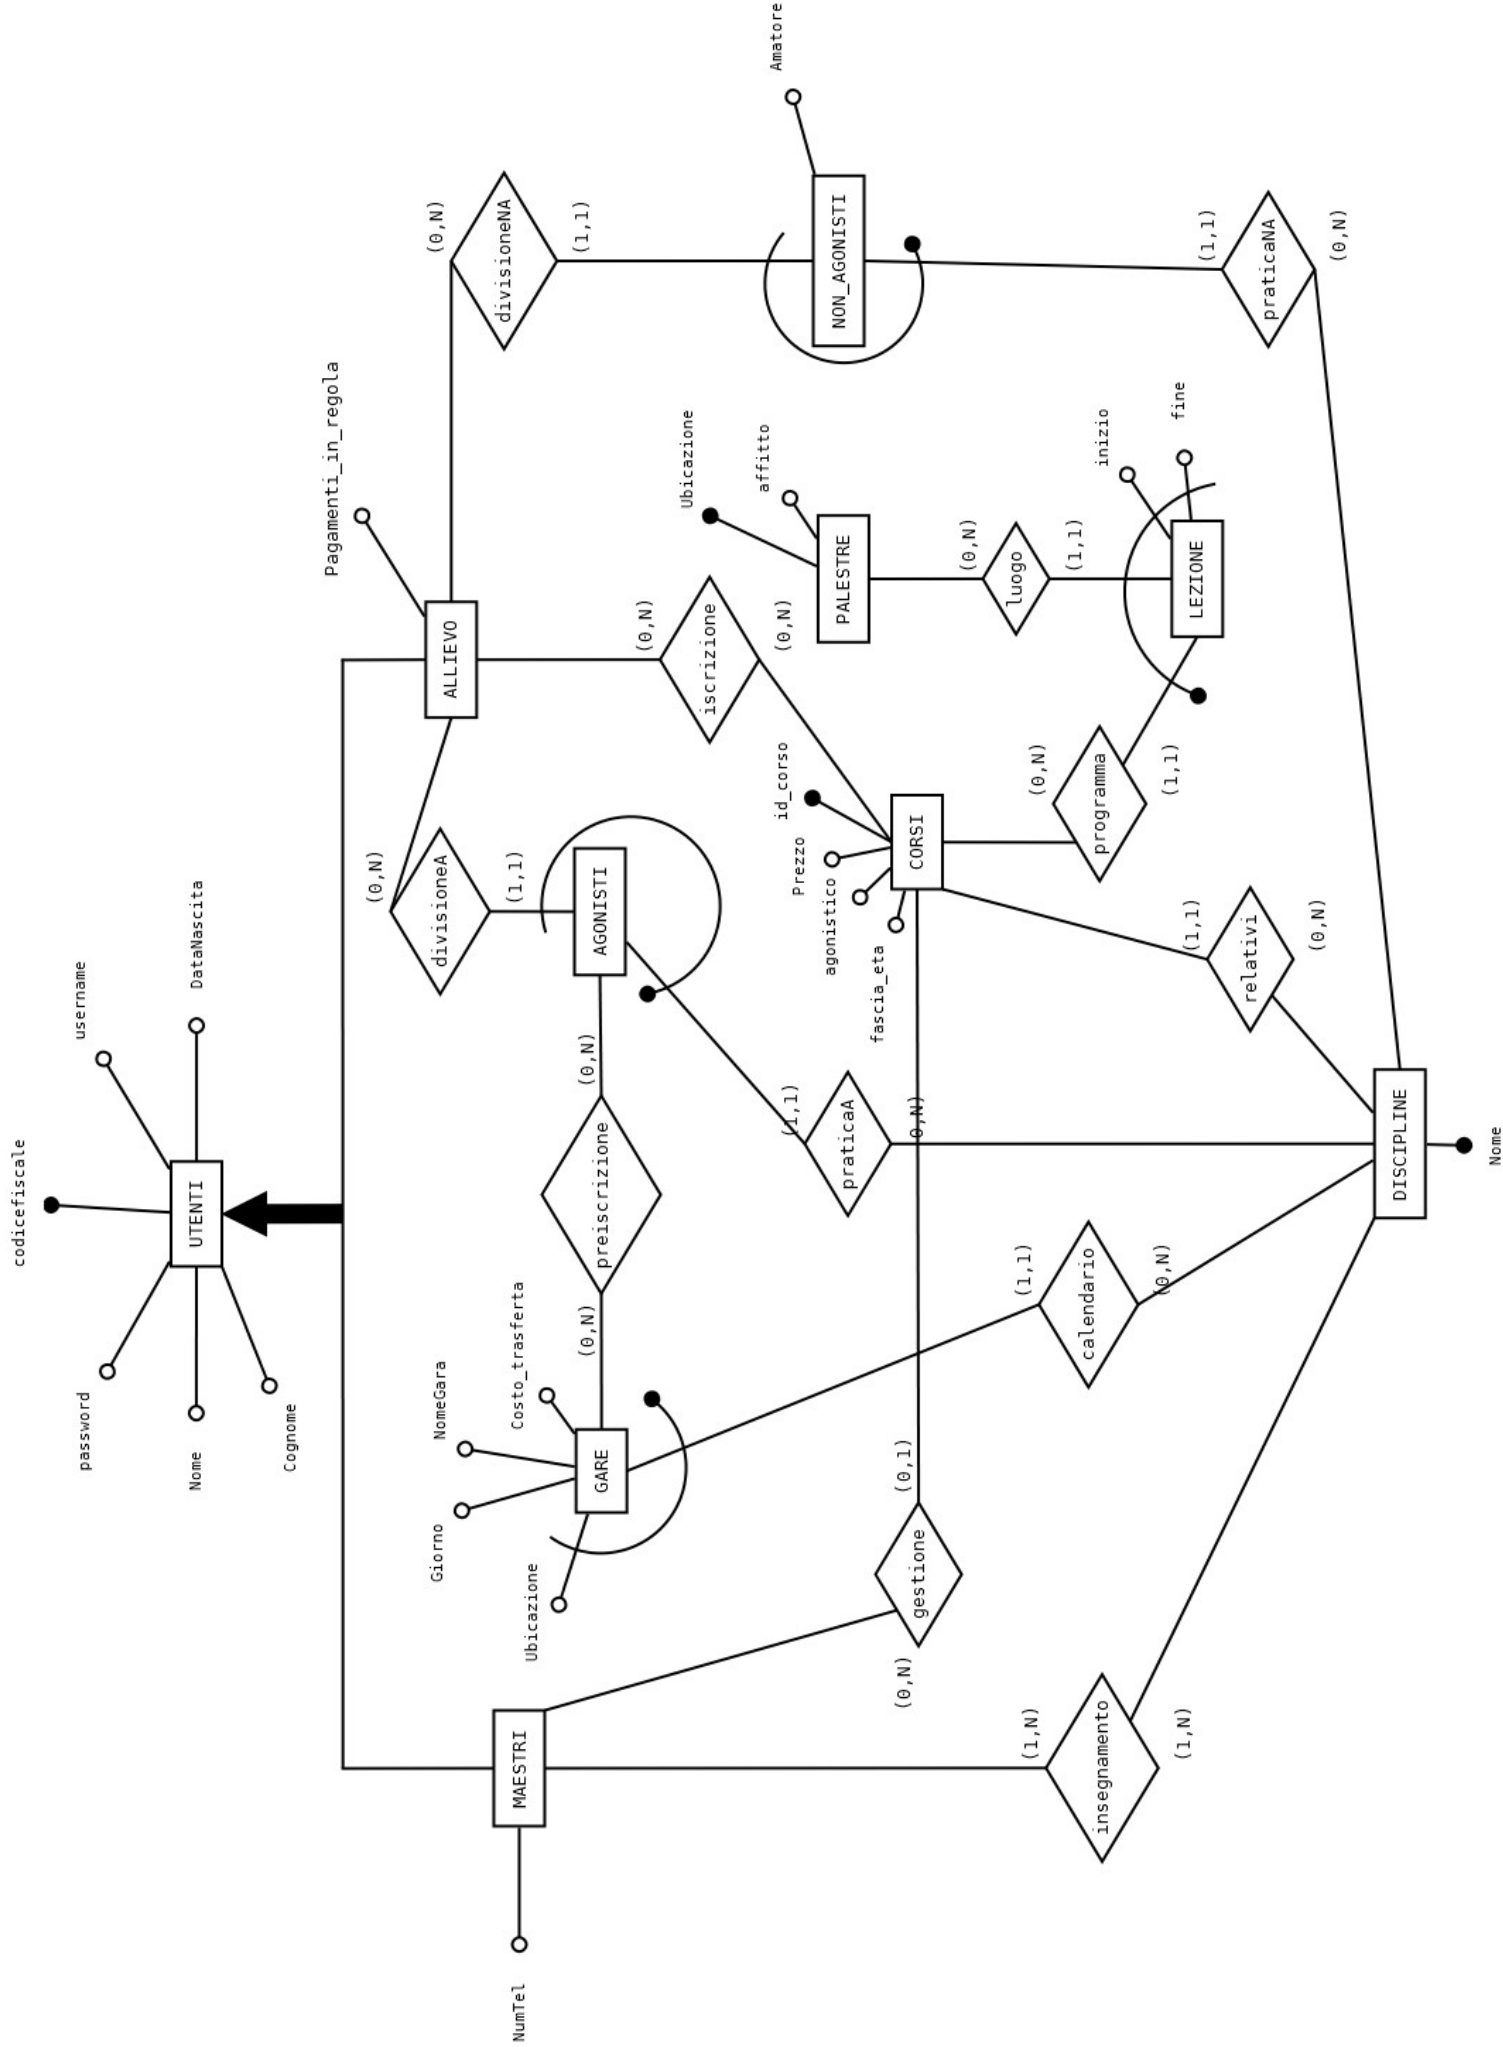 NumTel
MAESTRI
insegnamento
(1,N)
(1,N)
gestione
(0,N)
(0,1)
Ubicazione
Giorno
NomeGara
Costo_trasferta
GARE
(0,N)
preiscrizione
(0,N)
calendario
(1,1)
(0,N)
password
Nome
Cognome
UTENTI
codicefiscale
username
DataNascita
DISCIPLINE
Nome
praticaA
(1,1)
0,N)
AGONISTI
divisioneA
(0,N)
(1,1)
fascia_eta
agonistico
Prezzo
id_corso
CORSI
relativi
(1,1)
(0,N)
programma
(0,N)
(1,1)
ALLIEVO
Pagamenti_in_regola
iscrizione
(0,N)
(0,N)
PALESTRE
Ubicazione
affitto
luogo
(0,N)
(1,1)
LEZIONE
inizio
fine
divisioneNA
(0,N)
(1,1)
NON_AGONISTI
Amatore
praticaNA
(1,1)
(0,N)